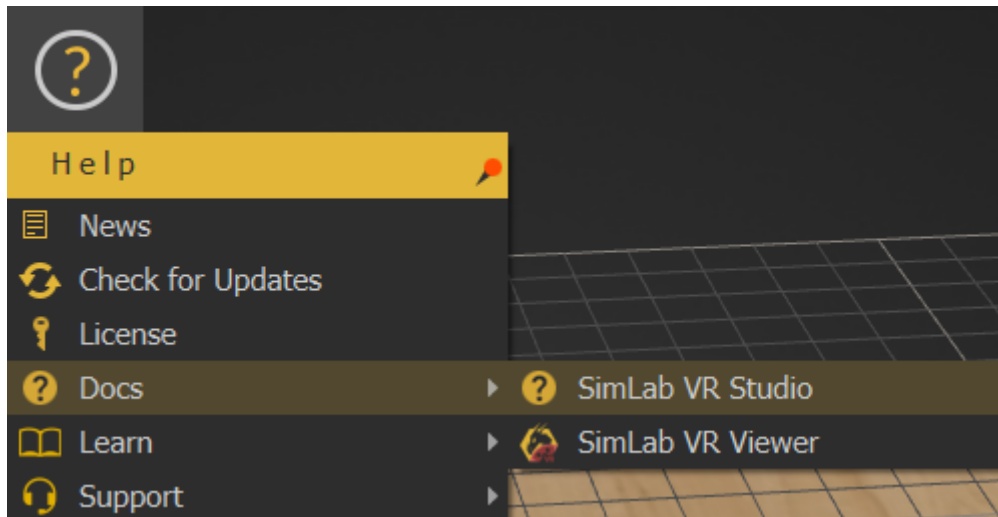 Help
News
Check for Updates
License
Docs
SimLab VR Studio
Learn
SimLab VR Viewer
Support